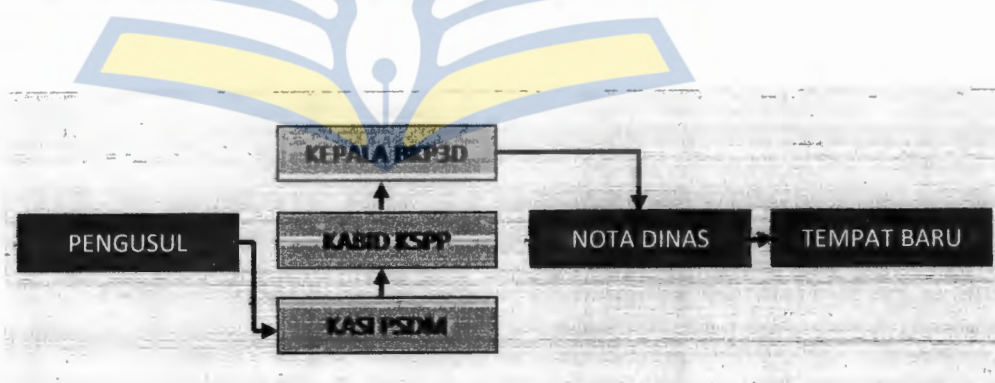 KEPALA BKP3D
PENGUSUL
KABID KSPP
NOTA DINAS
TEMPAT BARU
KASI PSDM